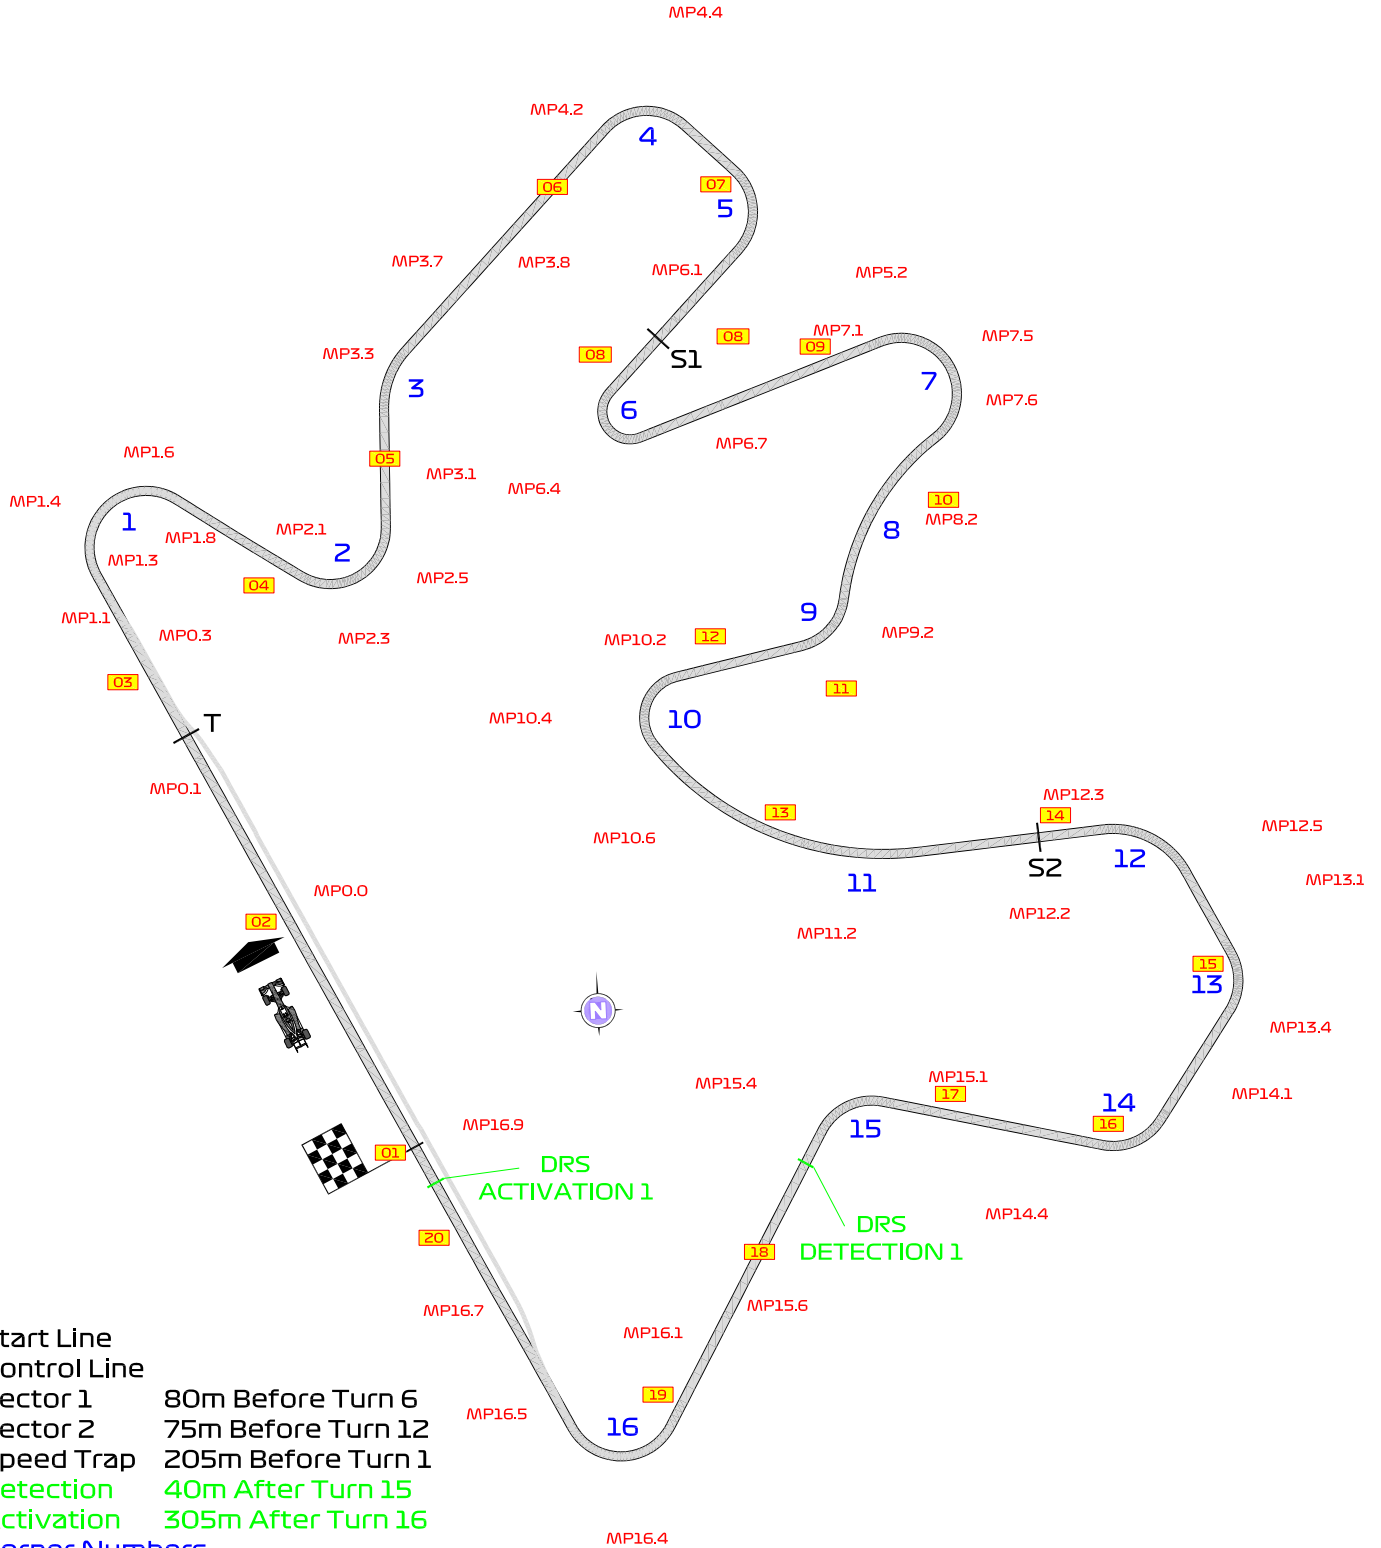 MP4.4
MP4.2
4
06
07
5
MP3.7
MP3.8
MP6.1
MP5.2
MP7.1
MP7.5
08
09
MP3.3
08
S1
3
7
MP7.6
6
MP1.6
MP6.7
05
MP3.1
MP6.4
MP1.4
10
1
MP8.2
MP1.8
MP2.1
8
2
MP1.3
04
MP2.5
MP1.1
9
MP0.3
MP2.3
MP10.2
12
MP9.2
03
11
T
MP10.4
10
MP0.1
MP12.3
13
14
MP12.5
MP10.6
12
S2
11
MP13.1
MP0.0
02
MP12.2
MP11.2
15
13
N
MP13.4
MP15.4
MP15.1
17
MP14.1
14
16
MP16.9
15
01
DRS
ACTIVATION 1
MP14.4
DRS
DETECTION 1
20
18
MP16.7
MP15.6
MP16.1
19
MP16.5
16
tart Line
ontrol Line
ector 1 80m Before Turn 6
ector 2 75m Before Turn 12
peed Trap 205m Before Turn 1
etection 40m After Turn 15
ctivation 305m After Turn 16
orner Numbers
MP16.4